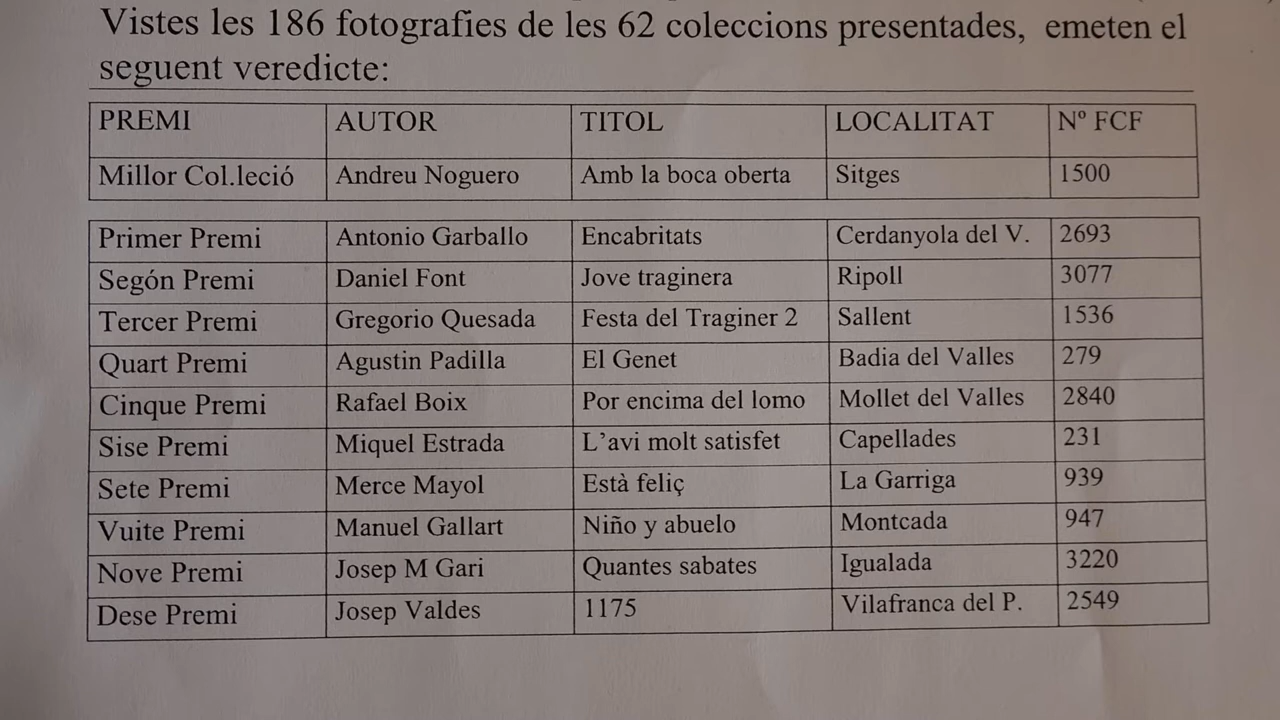 Vistes les 186 fotografies de les 62 coleccions presentades, emeten el
seguent veredicte:
PREMI AUTOR TITOL LOCALITAT Nº FCF
Millor Col.leció Andreu Noguero Amb la boca oberta Sitges 1500
Primer Premi Antonio Garballo Encabritats Cerdanyola del V. 2693
Segón Premi Daniel Font Jove traginera Ripoll 3077
Tercer Premi Gregorio Quesada Festa del Traginer 2 Sallent 1536
Quart Premi Agustin Padilla El Genet Badia del Valles 279
Cinque Premi Rafael Boix Por encima del lomo Mollet del Valles 2840
Sise Premi Miquel Estrada L’avi molt satisfet Capellades 231
Sete Premi Merce Mayol Està feliç La Garriga 939
Vuite Premi Manuel Gallart Niño y abuelo Montcada 947
Nove Premi Josep M Gari Quantes sabates Igualada 3220
Dese Premi Josep Valdes 1175 Vilafranca del P. 2549